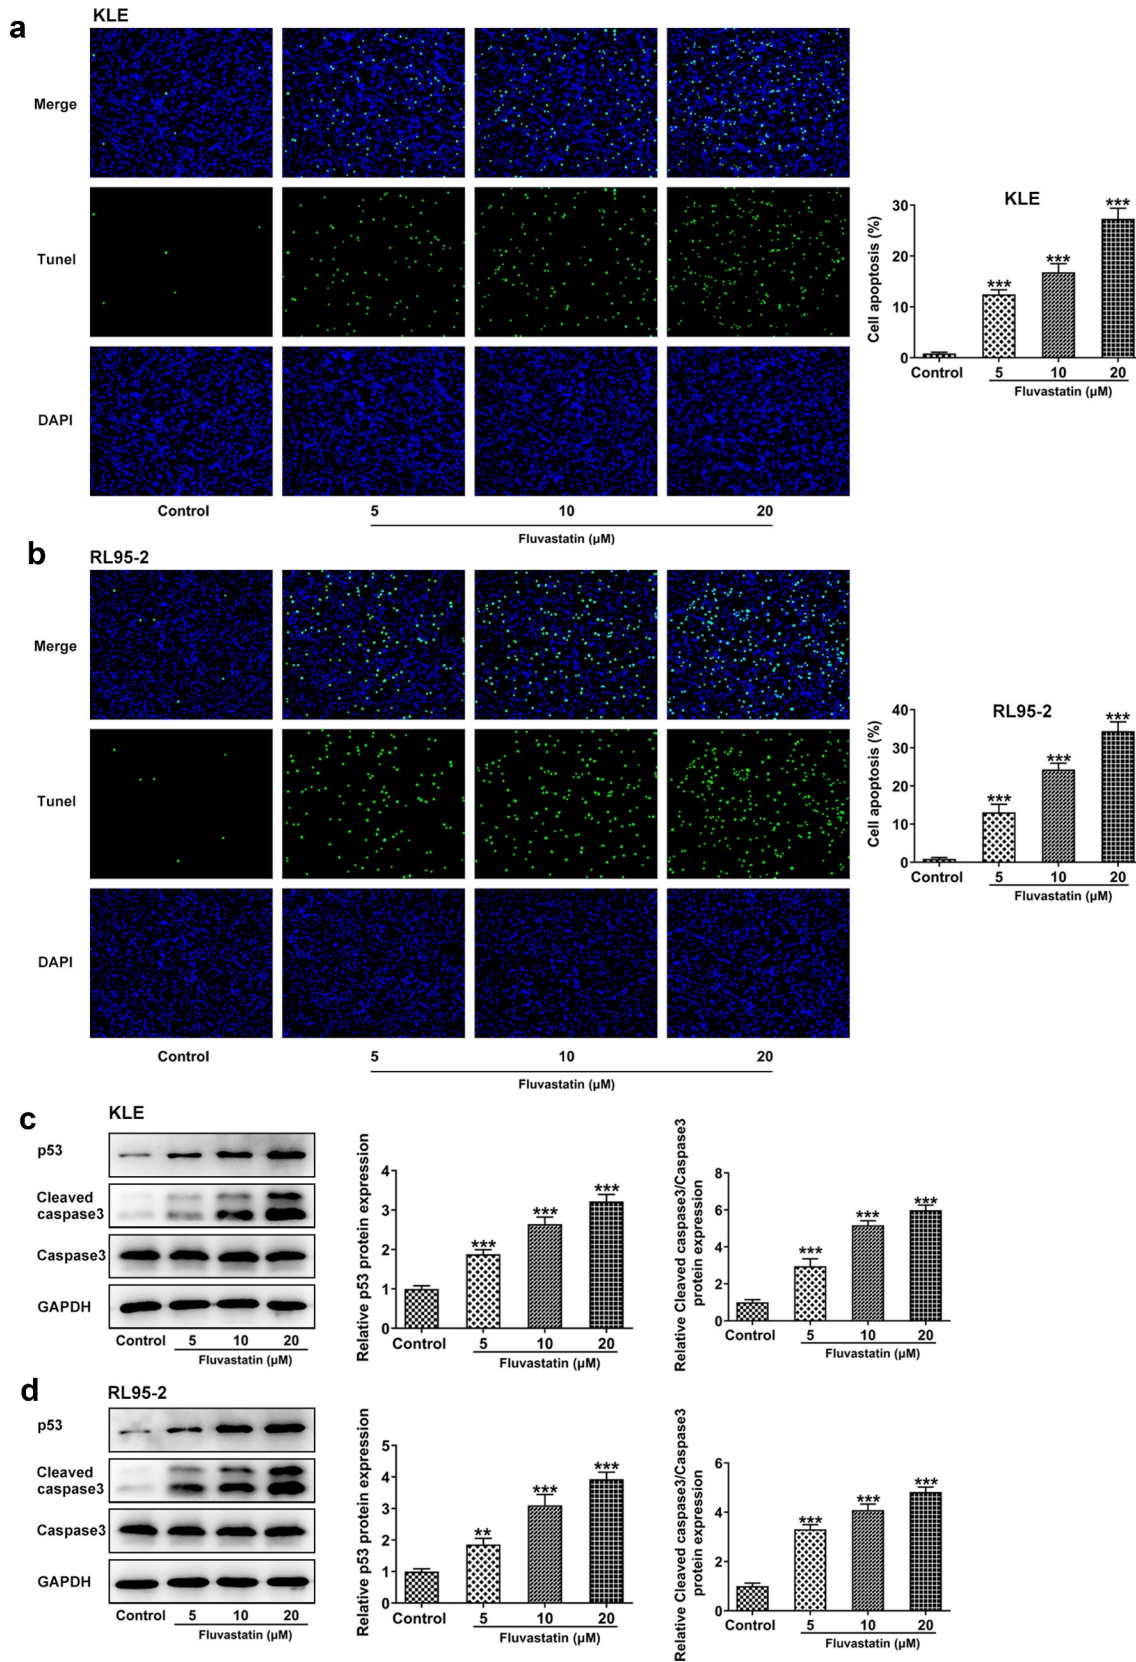 a
KLE
Merge
Tunel
DAPI
Control
5
10
20
Fluvastatin (μM)
KLE
Cell apoptosis (%)
30
20
10
0
***
***
***
Control
5
10
20
Fluvastatin (μM)
b
RL95-2
Merge
Tunel
DAPI
Control
5
10
20
Fluvastatin (μM)
RL95-2
Cell apoptosis (%)
40
30
20
10
0
***
***
***
Control
5
10
20
Fluvastatin (μM)
c
KLE
p53
Cleaved
caspase3
Caspase3
GAPDH
Control
5
10
20
Fluvastatin (μM)
Relative p53 protein expression
4
3
2
1
0
***
***
***
Control
5
10
20
Fluvastatin (μM)
Relative Cleaved caspase3/Caspase3
protein expression
8
6
4
2
0
***
***
***
Control
5
10
20
Fluvastatin (μM)
d
RL95-2
p53
Cleaved
caspase3
Caspase3
GAPDH
Control
5
10
20
Fluvastatin (μM)
Relative p53 protein expression
5
4
3
2
1
0
**
***
***
Control
5
10
20
Fluvastatin (μM)
Relative Cleaved caspase3/Caspase3
protein expression
6
4
2
0
***
***
***
Control
5
10
20
Fluvastatin (μM)